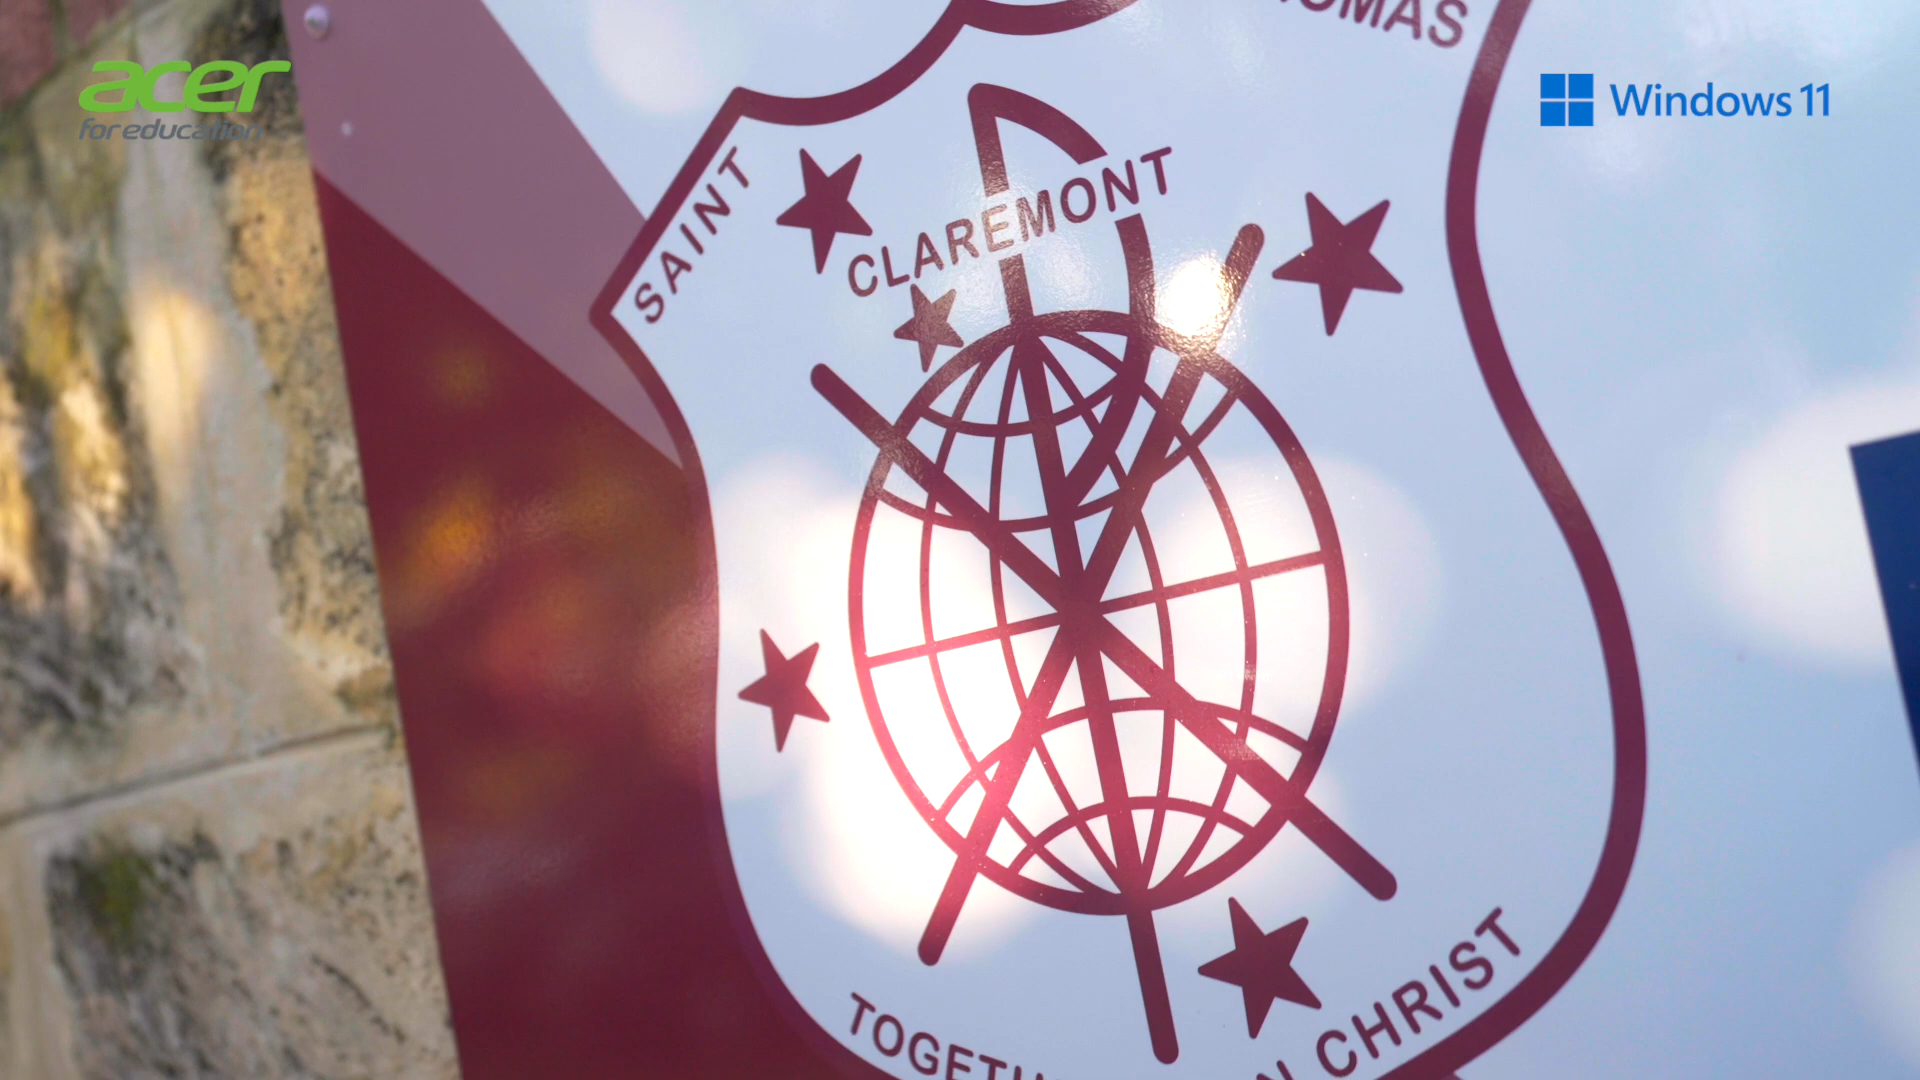 acer
for education
Windows 11
SAINT
OMAS
CLAREMONT
CHRIST